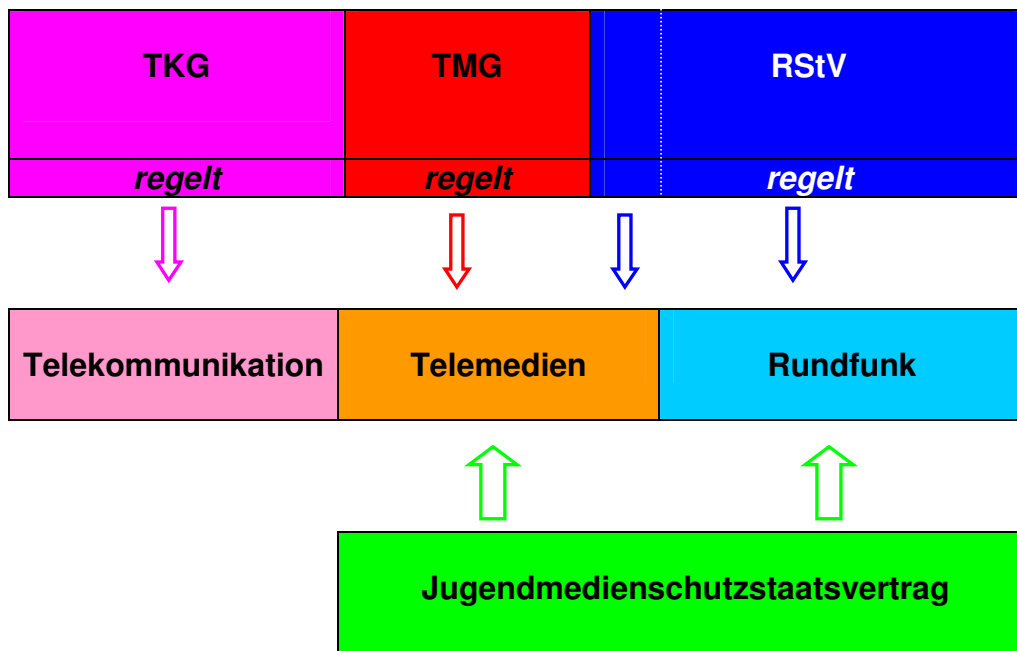 TKG
TMG
RStV
regelt
regelt
regelt
Telekommunikation
Telemedien
Rundfunk
Jugendmedienschutzstaatsvertrag